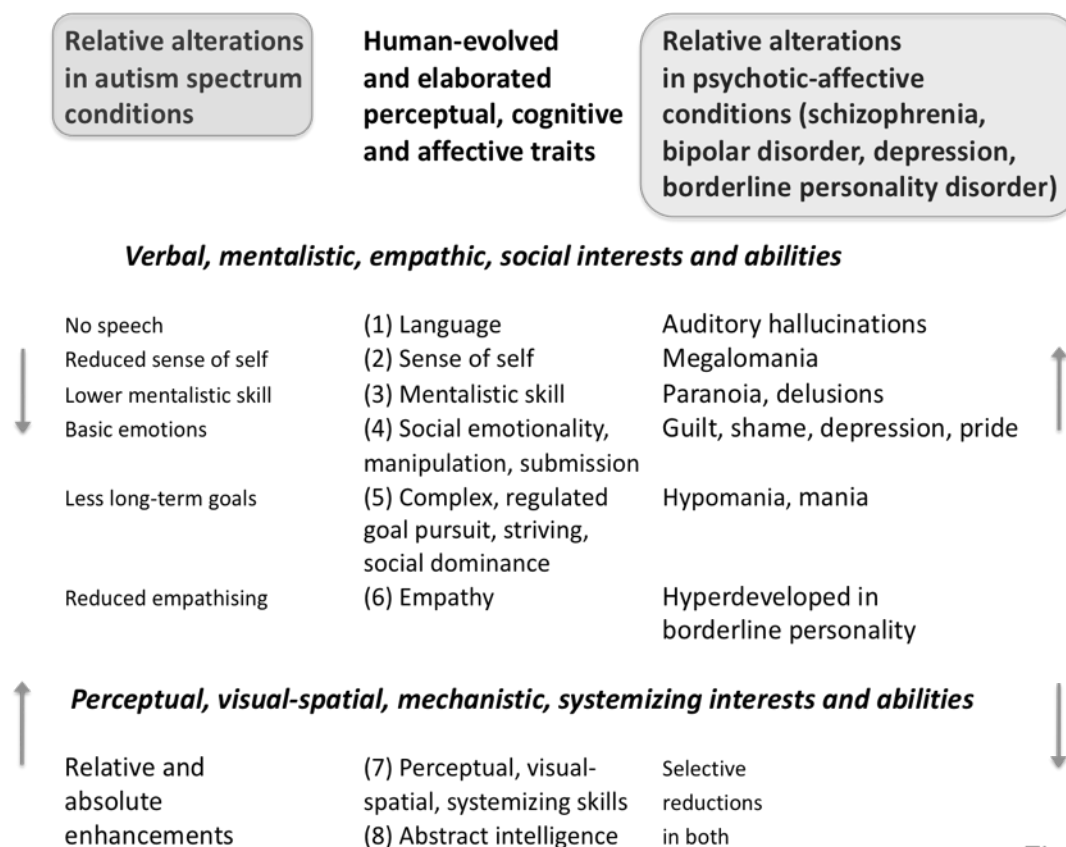 Relative alterations
in autism spectrum
conditions
Human-evolved
and elaborated
perceptual, cognitive
and affective traits
Relative alterations
in psychotic-affective
conditions (schizophrenia,
bipolar disorder, depression,
borderline personality disorder)
Verbal, mentalistic, empathic, social interests and abilities
No speech
(1) Language
Auditory hallucinations
Reduced sense of self
(2) Sense of self
Megalomania
Lower mentalistic skill
(3) Mentalistic skill
Paranoia, delusions
Basic emotions
(4) Social emotionality,
manipulation, submission
Guilt, shame, depression, pride
Less long-term goals
(5) Complex, regulated
goal pursuit, striving,
social dominance
Hypomania, mania
Reduced empathising
(6) Empathy
Hyperdeveloped in
borderline personality
Perceptual, visual-spatial, mechanistic, systemizing interests and abilities
Relative and
absolute
enhancements
(7) Perceptual, visual-
spatial, systemizing skills
(8) Abstract intelligence
Selective
reductions
in both